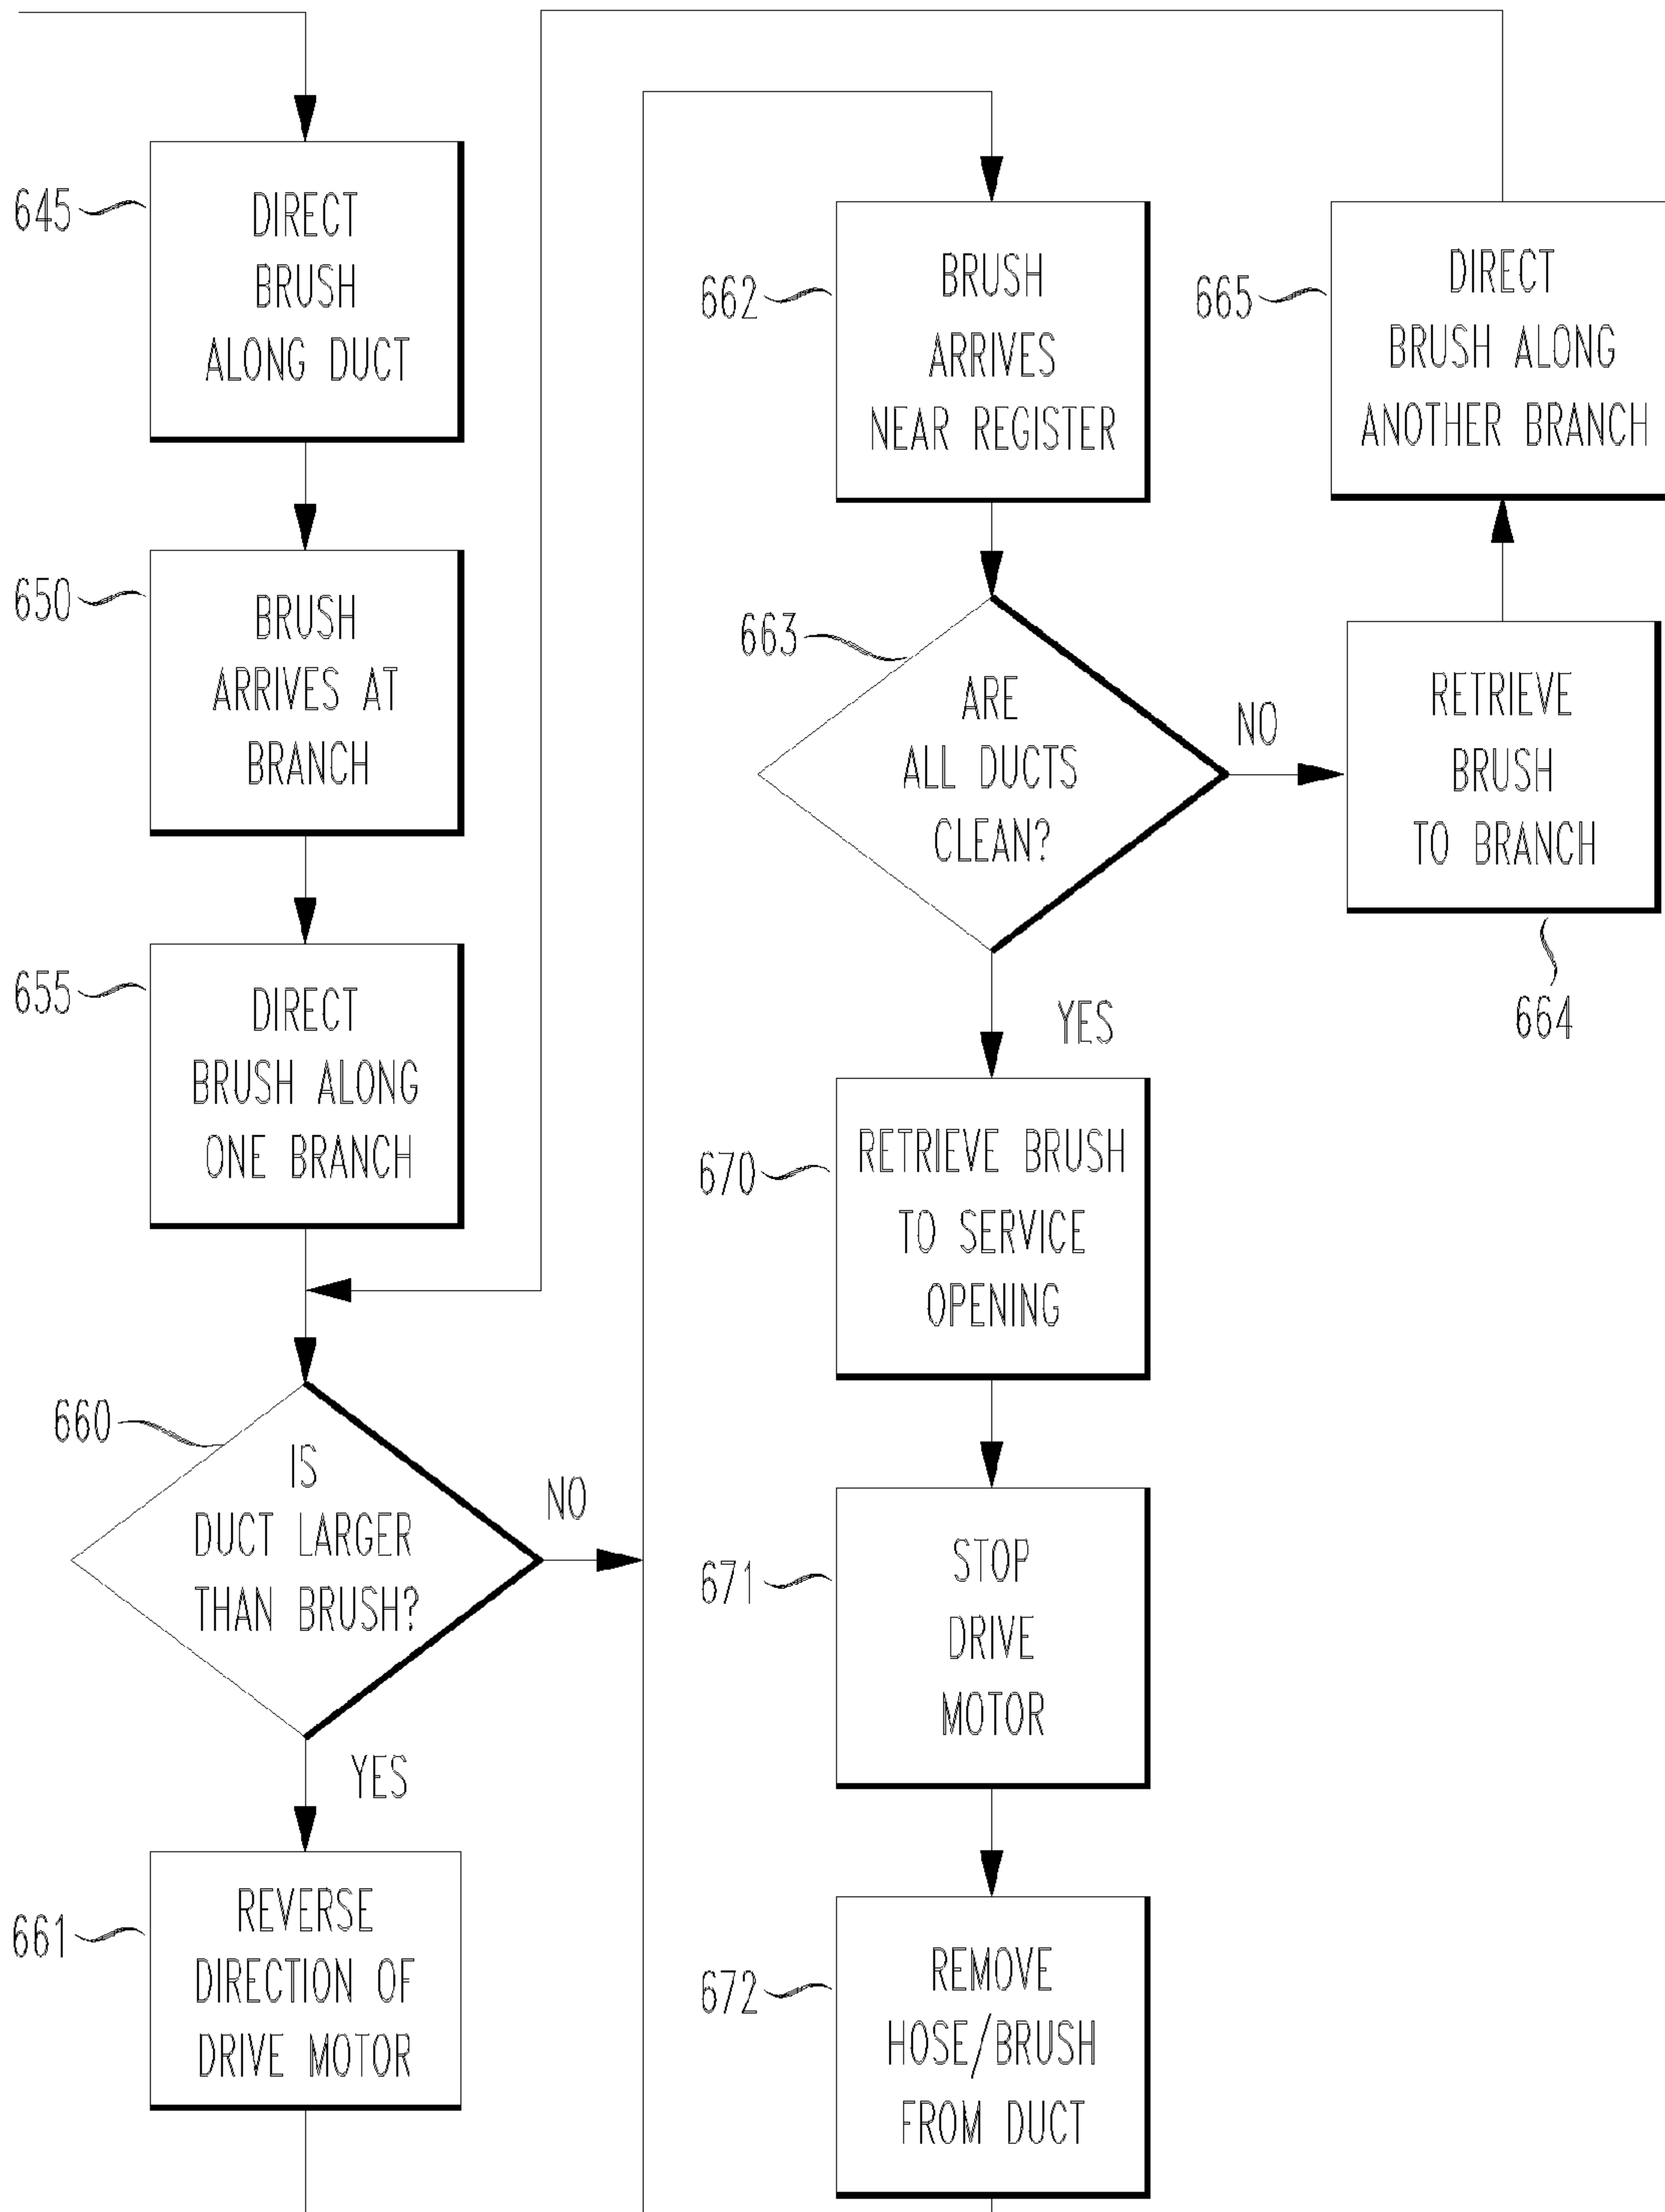 645
DIRECT
BRUSH
ALONG DUCT
650
BRUSH
ARRIVES AT
BRANCH
655
DIRECT
BRUSH ALONG
ONE BRANCH
660
IS
DUCT LARGER
THAN BRUSH?
NO
YES
661
REVERSE
DIRECTION OF
DRIVE MOTOR
662
BRUSH
ARRIVES
NEAR REGISTER
663
ARE
ALL DUCTS
CLEAN?
NO
YES
664
RETRIEVE
BRUSH
TO BRANCH
665
DIRECT
BRUSH ALONG
ANOTHER BRANCH
670
RETRIEVE BRUSH
TO SERVICE
OPENING
671
STOP
DRIVE
MOTOR
672
REMOVE
HOSE/BRUSH
FROM DUCT